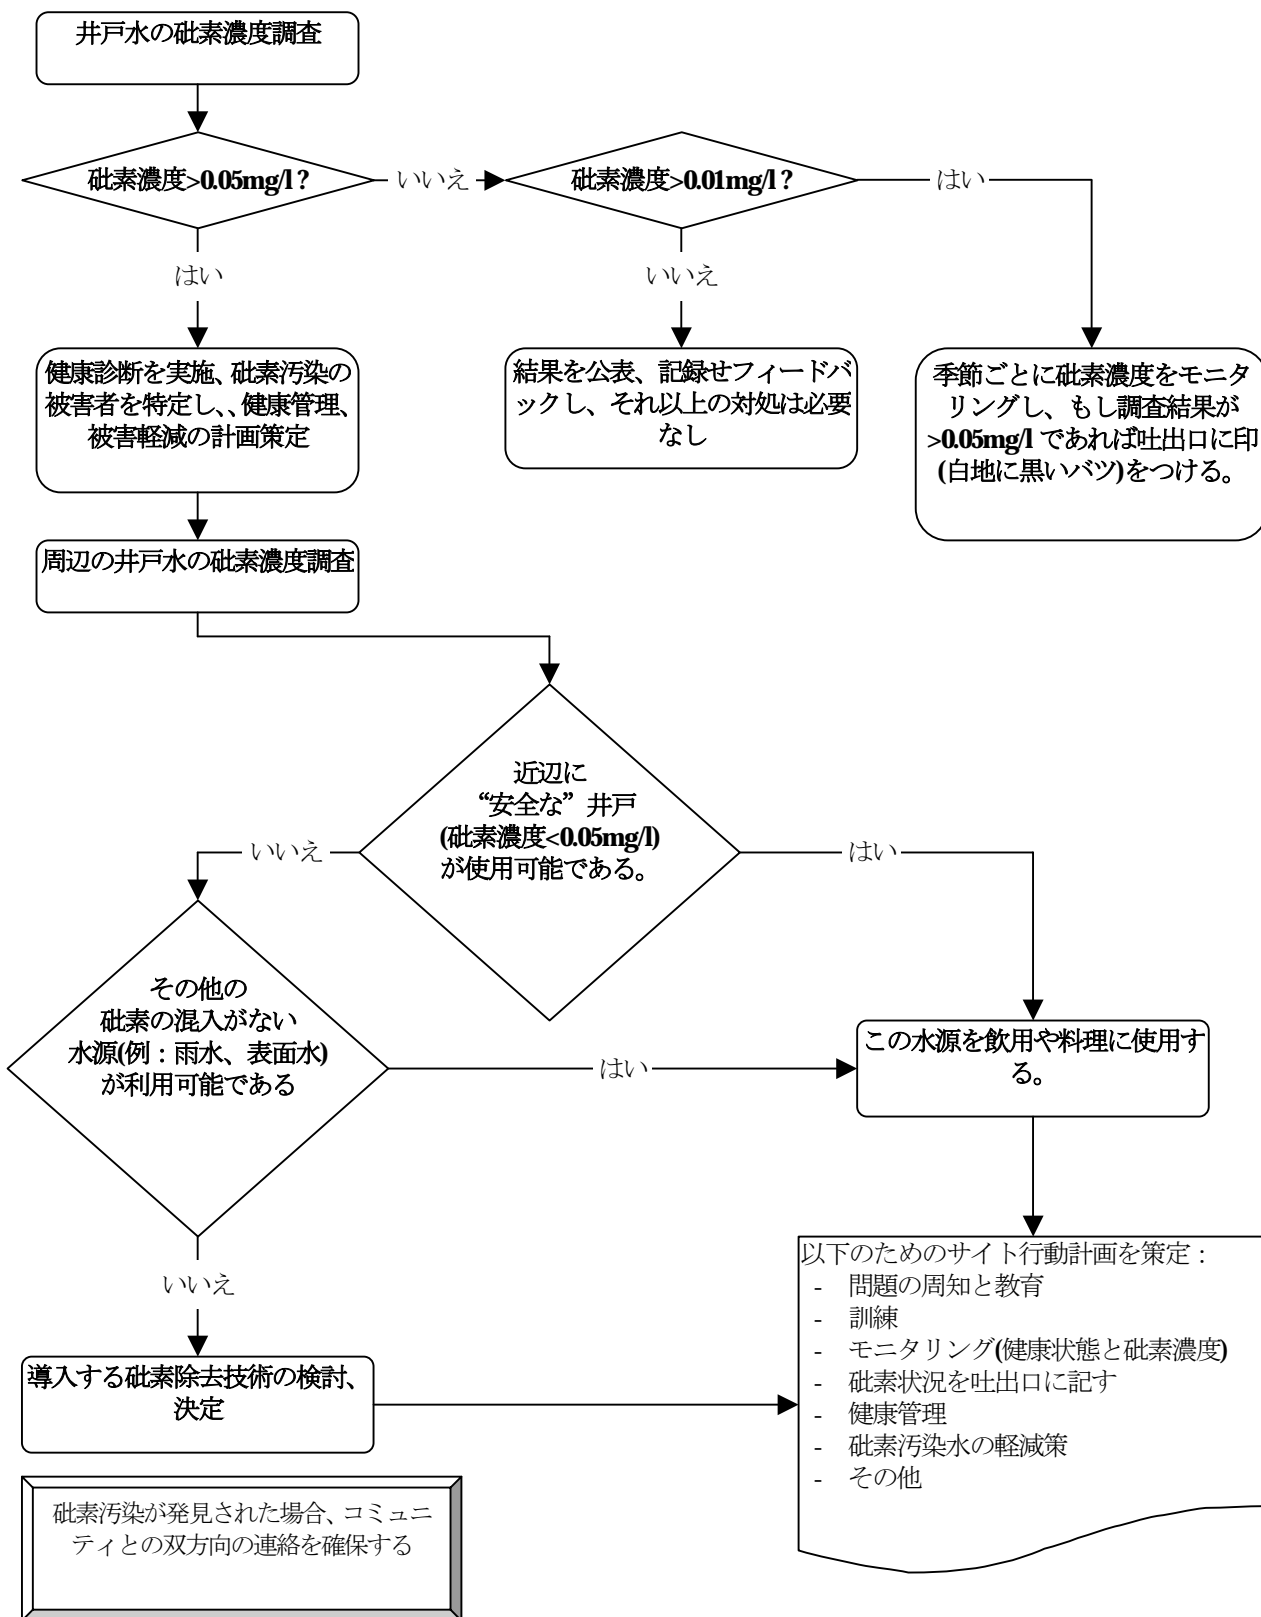 井戸水の砒素濃度調査
砒素濃度>0.05mg/l ?
いいえ
砒素濃度>0.01mg/l ?
はい
はい
いいえ
健康診断を実施、砒素汚染の
被害者を特定し、、健康管理、
被害軽減の計画策定
結果を公表、記録せフィードバ
ックし、それ以上の対処は必要
なし
季節ごとに砒素濃度をモニタ
リングし、もし調査結果が
>0.05mg/l であれば吐出口に印
(白地に黒いバツ)をつける。
周辺の井戸水の砒素濃度調査
近辺に
“安全な”井戸
(砒素濃度<0.05mg/l)
が使用可能である。
いいえ
はい
その他の
砒素の混入がない
水源(例：雨水、表面水)
が利用可能である
はい
この水源を飲用や料理に使用す
る。
いいえ
導入する砒素除去技術の検討、
決定
以下のためのサイト行動計画を策定：
- 問題の周知と教育
- 訓練
- モニタリング(健康状態と砒素濃度)
- 砒素状況を吐出口に記す
- 健康管理
- 砒素汚染水の軽減策
- その他
砒素汚染が発見された場合、コミュニ
ティとの双方向の連絡を確保する